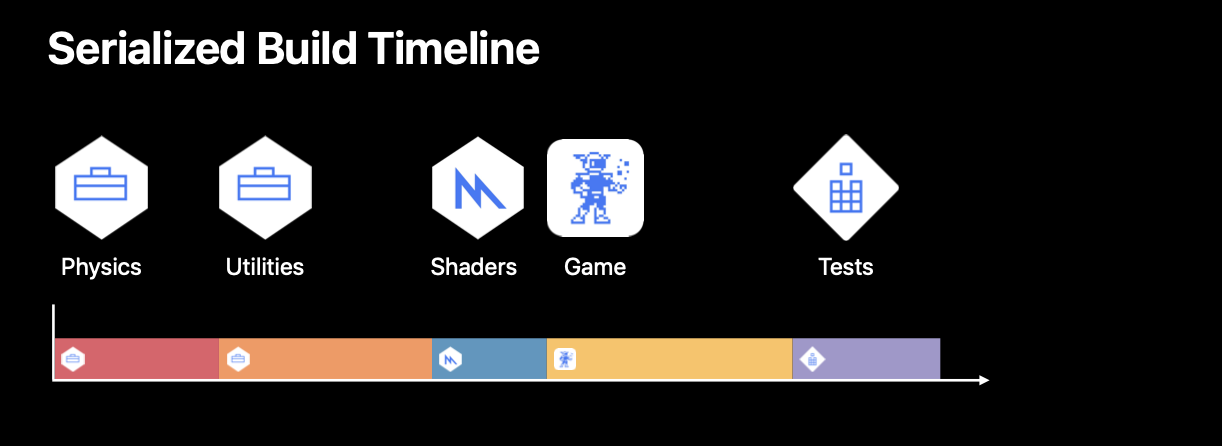 Serialized Build Timeline
Physics
Utilities
Shaders
Game
Tests